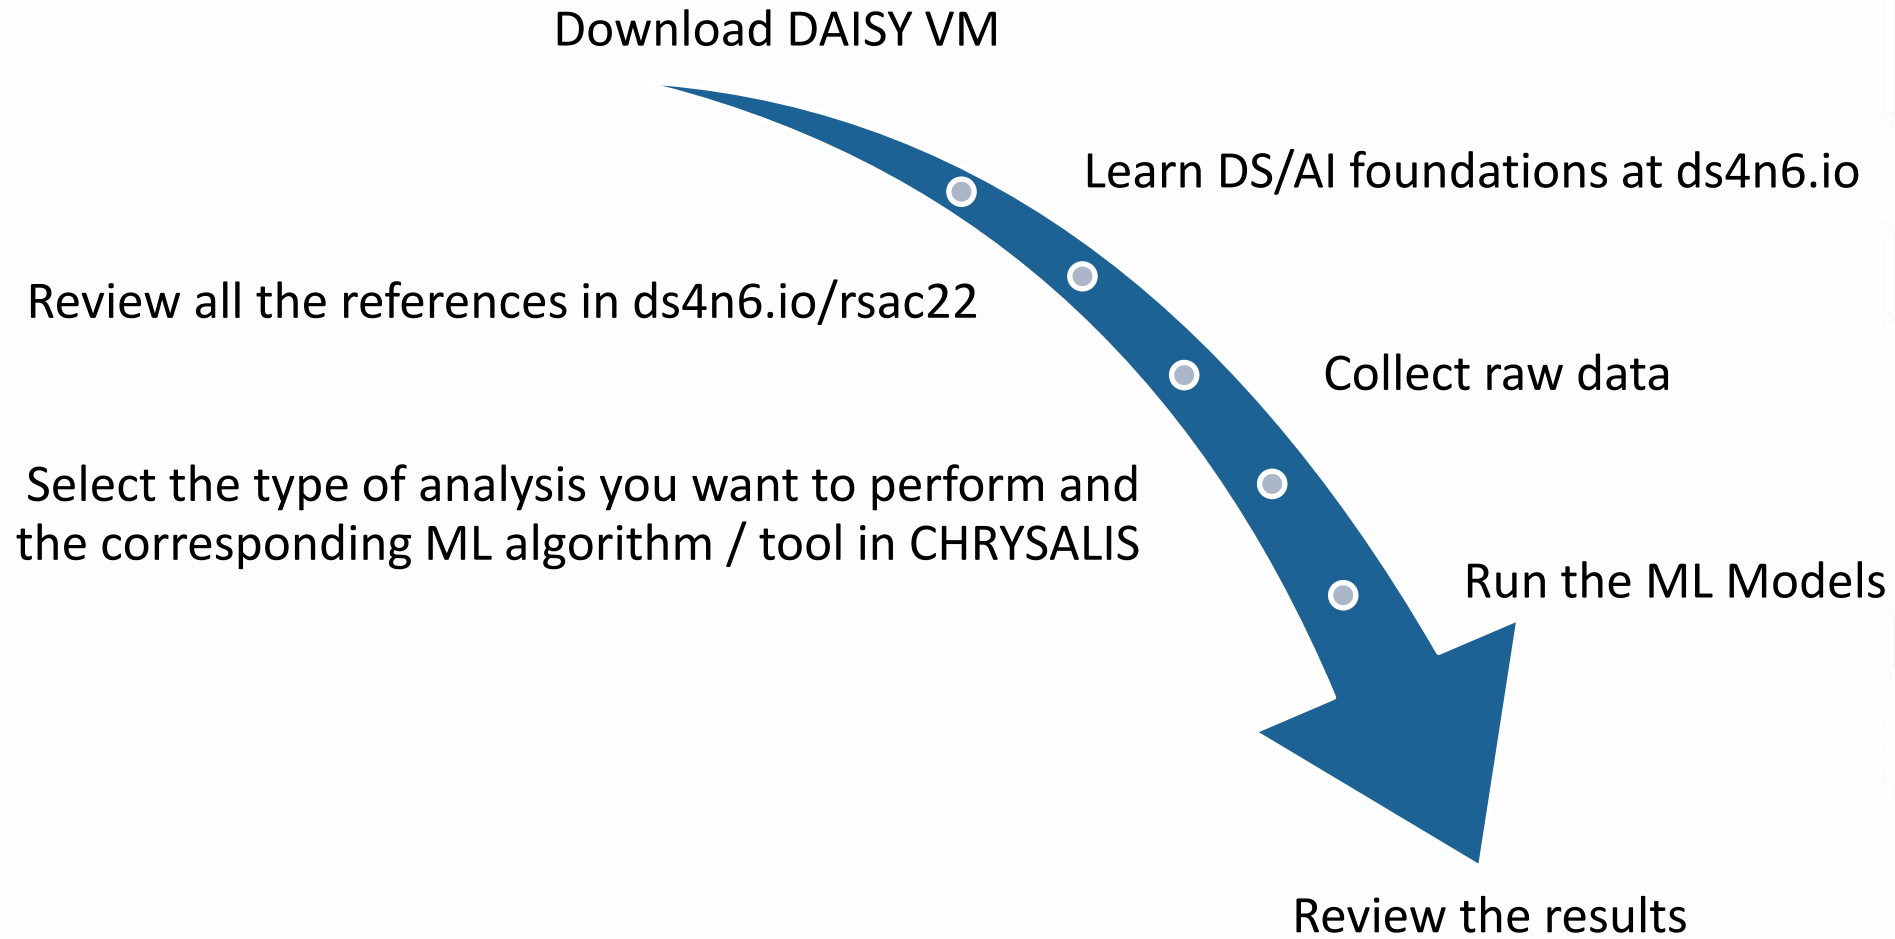 Download DAISY VM
Learn DS/AI foundations at ds4n6.io
Review all the references in ds4n6.io/rsac22
Collect raw data
Select the type of analysis you want to perform and
the corresponding ML algorithm / tool in CHRYSALIS
Run the ML Models
Review the results